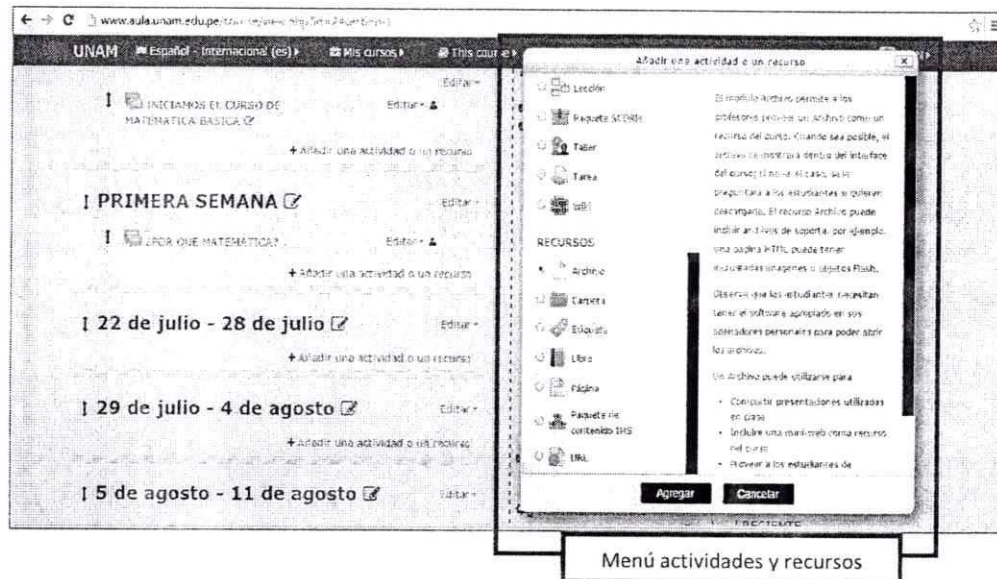 www.aula.unam.edu.pe/
UNAM Español - Internacional (es) Mis cursos This course
Editar
INICIAMOS EL CURSO DE MATEMATICA BASICA
Editar
+ Añadir una actividad o un recurso
PRIMERA SEMANA
Editar
¿POR QUE MATEMATICA?
Editar
+ Añadir una actividad o un recurso
22 de julio - 28 de julio
Editar
+ Añadir una actividad o un recurso
29 de julio - 4 de agosto
Editar
+ Añadir una actividad o un recurso
5 de agosto - 11 de agosto
Editar
Añadir una actividad o un recurso
Lección
Paquete SCORM
Taller
Tarea
Wiki
RECURSOS
Archivo
Carpeta
Etiqueta
Libro
Página
Paquete de
contenido IMS
URL
El módulo Archivo permite a los
profesores proveer un Archivo como un
recurso del curso. Cuando sea posible, el
archivo se mostrará dentro del interface
del curso; si no es el caso, se le
preguntará a los estudiantes si quieren
descargarlo. El recurso Archivo puede
incluir archivos de soporte, por ejemplo,
una página HTML puede tener
incrustadas imágenes u objetos Flash.
Observe que los estudiantes necesitan
tener el software apropiado en sus
ordenadores personales para poder abrir
los archivos.
Un Archivo puede utilizarse para
Compartir presentaciones utilizadas
en clase
Incluir una mini-web como recurso
del curso
Proveer a los estudiantes de
Agregar Cancelar
RECIENTE
Menú actividades y recursos